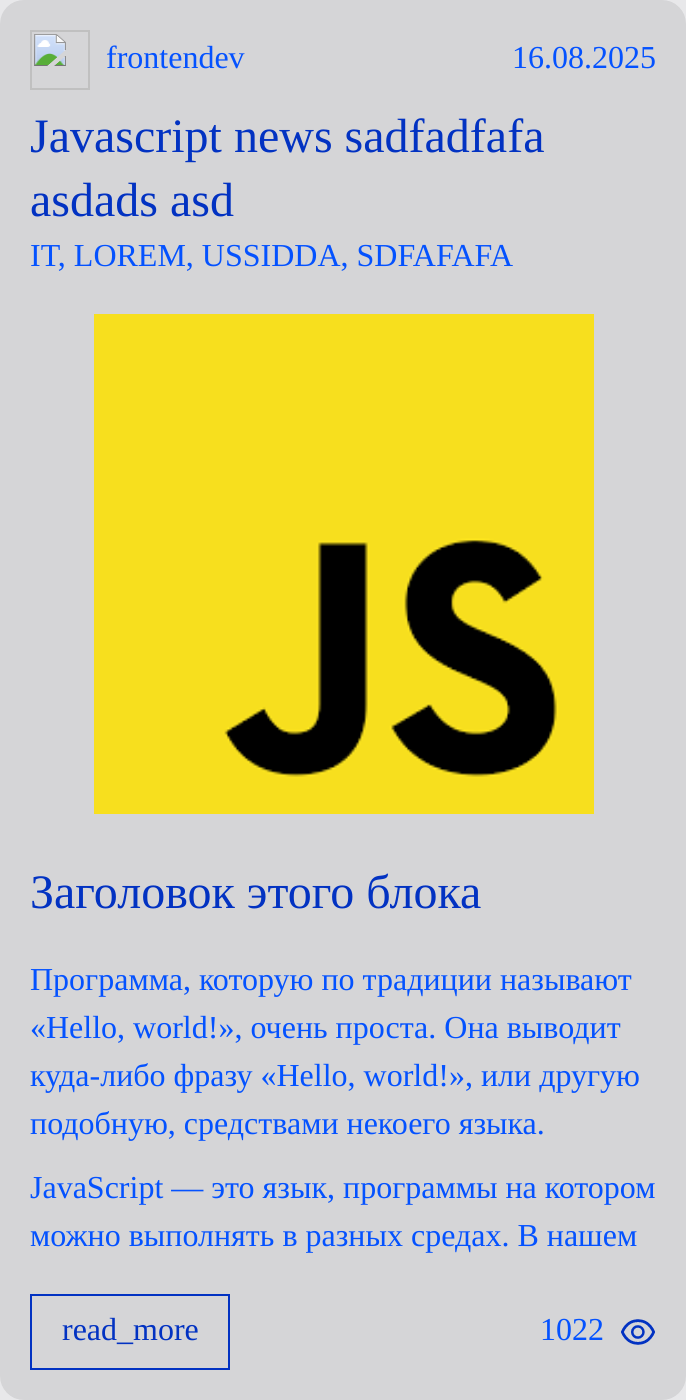 frontendev 16.08.2025
Javascript news sadfadfafa
asdads asd
IT, LOREM, USSIDDA, SDFAFAFA
JS
Заголовок этого блока
Программа, которую по традиции называют
«Hello, world!», очень проста. Она выводит
куда-либо фразу «Hello, world!», или другую
подобную, средствами некоего языка.
JavaScript — это язык, программы на котором
можно выполнять в разных средах. В нашем
read_more 1022